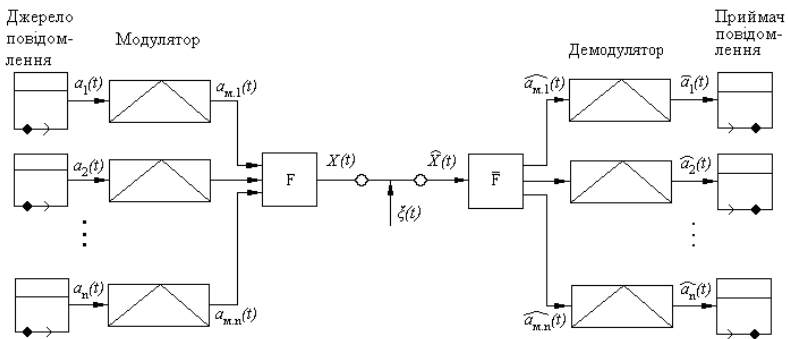 Джерело
повідом-
лення
Модулятор
Демодулятор
Приймач
повідом-
лення
a₁(t)
aм.1(t)
a₂(t)
aₙ(t)
aм.n(t)
F
X(t)
ξ(t)
X̂(t)
F̄
âм.1(t)
â₁(t)
â₂(t)
âм.n(t)
âₙ(t)